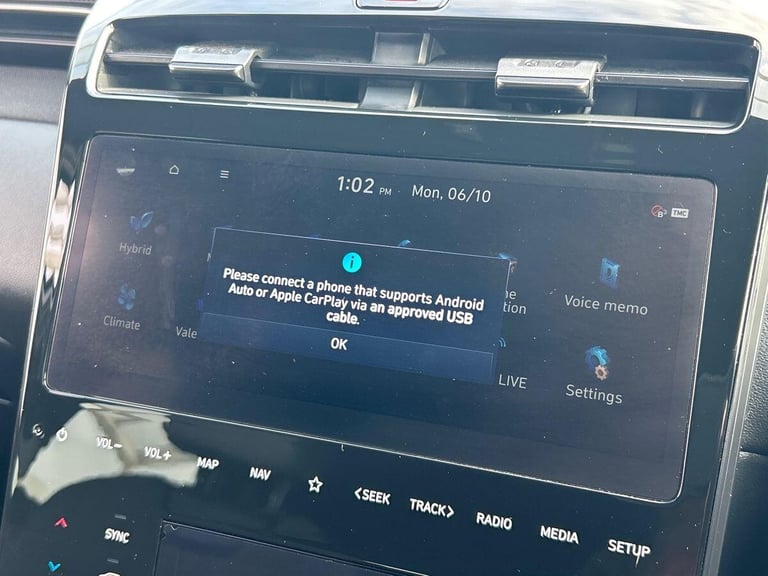 1:02 PM Mon, 06/10
B TMC
Hybrid
Please connect a phone that supports Android
Auto or Apple CarPlay via an approved USB
cable.
OK
Voice memo
Climate
Vale
LIVE
Settings
VOL-
VOL+
MAP
NAV
<SEEK
TRACK>
RADIO
MEDIA
SETUP
SYNC